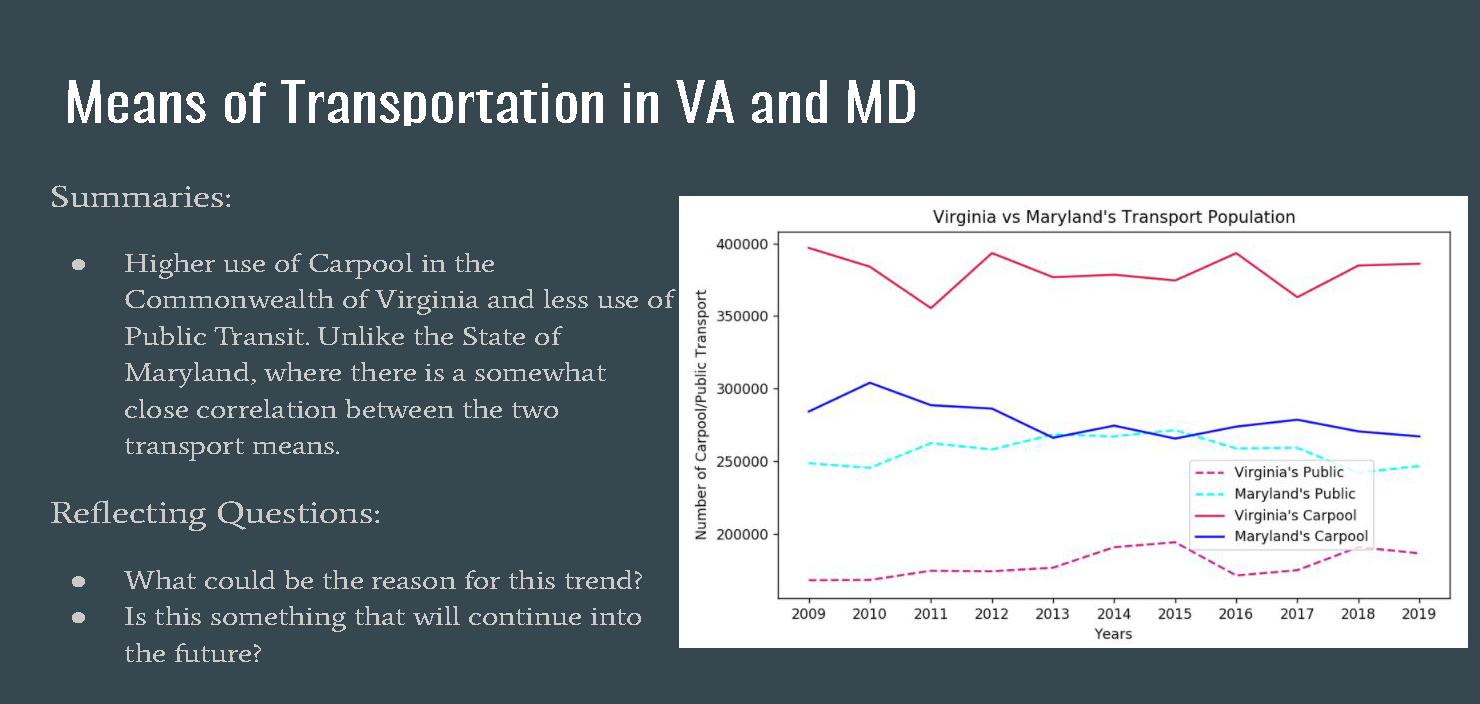 Means of Transportation in VA and MD
Summaries:
● Higher use of Carpool in the
Commonwealth of Virginia and less use of
Public Transit. Unlike the State of
Maryland, where there is a somewhat
close correlation between the two
transport means.
Reflecting Questions:
● What could be the reason for this trend?
● Is this something that will continue into
the future?
Virginia vs Maryland's Transport Population
Number of Carpool/Public Transport
400000
350000
300000
250000
200000
Virginia's Public
Maryland's Public
Virginia's Carpool
Maryland's Carpool
2009 2010 2011 2012 2013 2014 2015 2016 2017 2018 2019
Years